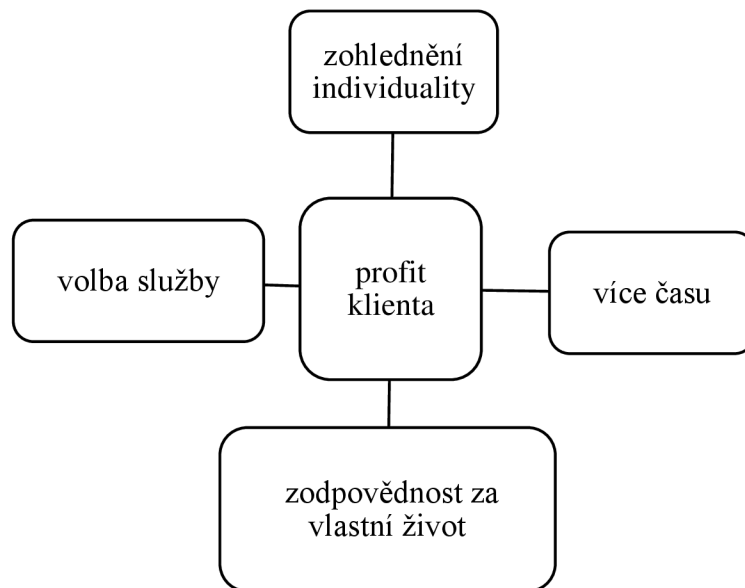 zohlednění
individuality
volba služby
profit
klienta
více času
zodpovědnost za
vlastní život